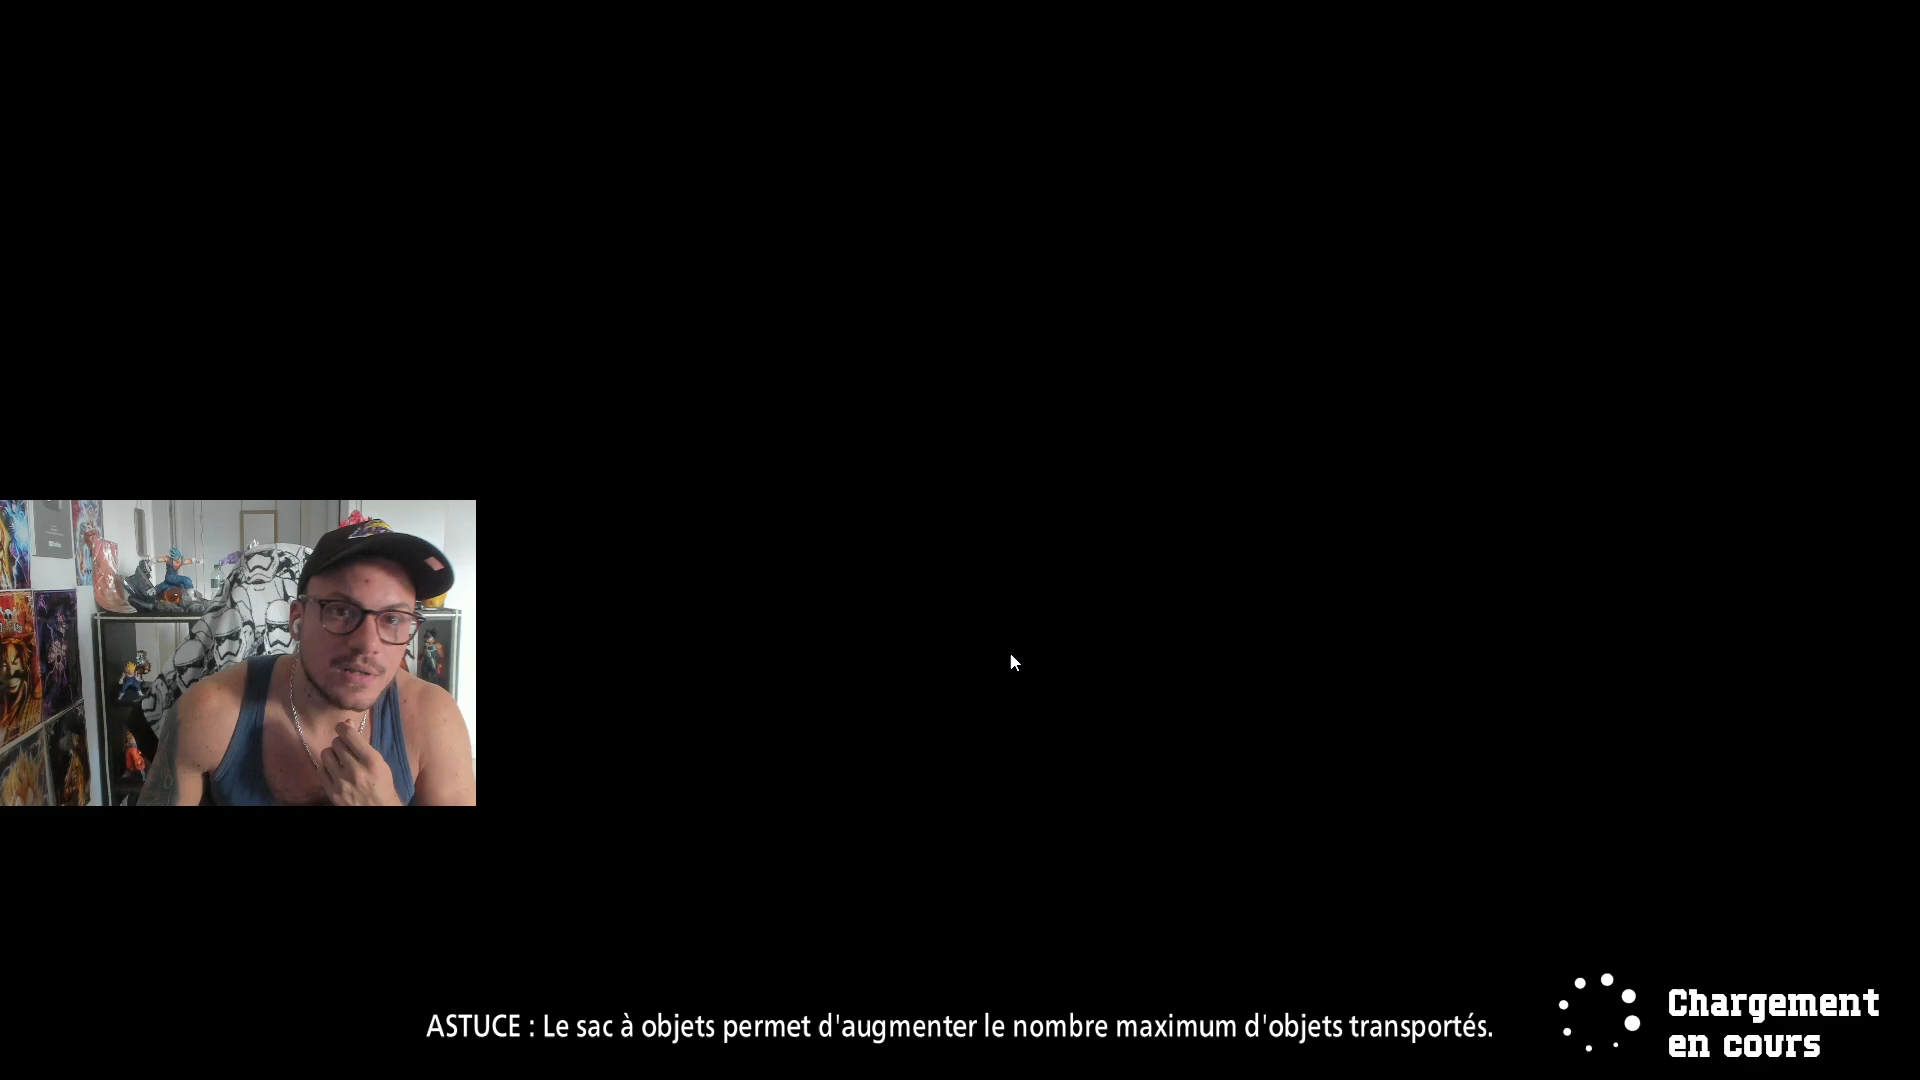 ASTUCE : Le sac à objets permet d'augmenter le nombre maximum d'objets transportés.
Chargement
en cours